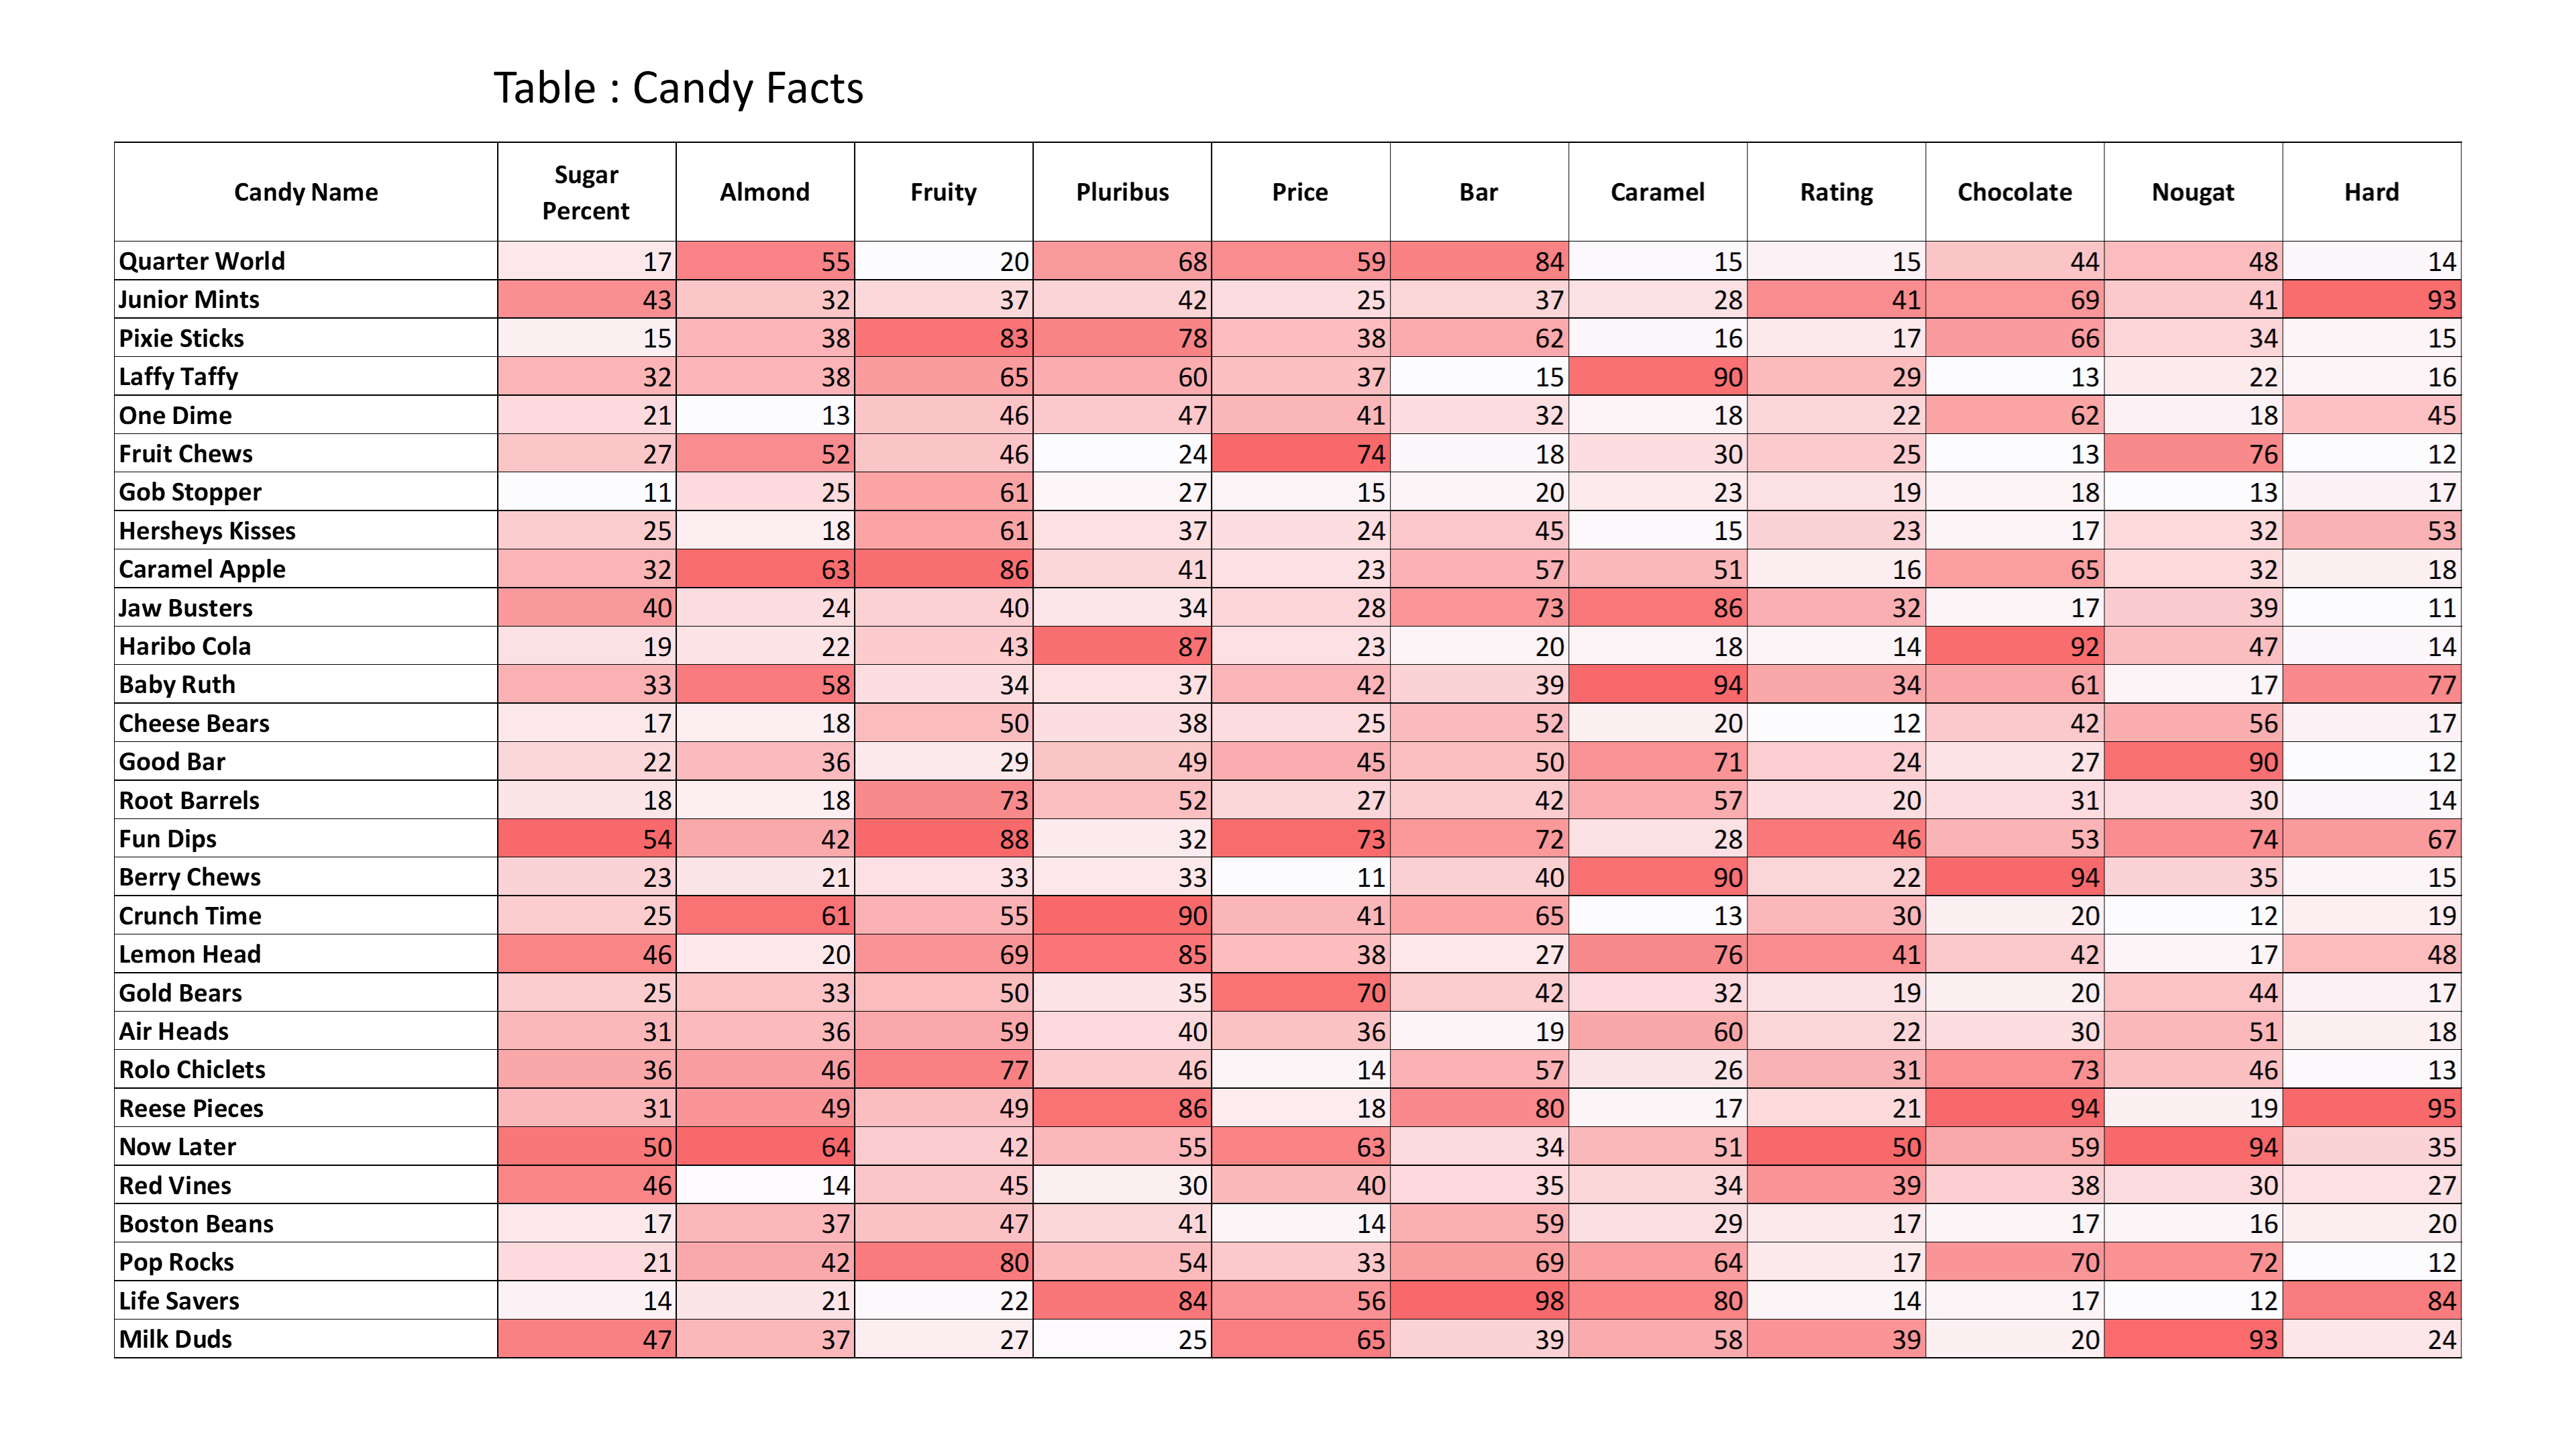 Table : Candy Facts
Candy Name Sugar Percent Almond Fruity Pluribus Price Bar Caramel Rating Chocolate Nougat Hard
Quarter World 17 55 20 68 59 84 15 15 44 48 14
Junior Mints 43 32 37 42 25 37 28 41 69 41 93
Pixie Sticks 15 38 83 78 38 62 16 17 66 34 15
Laffy Taffy 32 38 65 60 37 15 90 29 13 22 16
One Dime 21 13 46 47 41 32 18 22 62 18 45
Fruit Chews 27 52 46 24 74 18 30 25 13 76 12
Gob Stopper 11 25 61 27 15 20 23 19 18 13 17
Hersheys Kisses 25 18 61 37 24 45 15 23 17 32 53
Caramel Apple 32 63 86 41 23 57 51 16 65 32 18
Jaw Busters 40 24 40 34 28 73 86 32 17 39 11
Haribo Cola 19 22 43 87 23 20 18 14 92 47 14
Baby Ruth 33 58 34 37 42 39 94 34 61 17 77
Cheese Bears 17 18 50 38 25 52 20 12 42 56 17
Good Bar 22 36 29 49 45 50 71 24 27 90 12
Root Barrels 18 18 73 52 27 42 57 20 31 30 14
Fun Dips 54 42 88 32 73 72 28 46 53 74 67
Berry Chews 23 21 33 33 11 40 90 22 94 35 15
Crunch Time 25 61 55 90 41 65 13 30 20 12 19
Lemon Head 46 20 69 85 38 27 76 41 42 17 48
Gold Bears 25 33 50 35 70 42 32 19 20 44 17
Air Heads 31 36 59 40 36 19 60 22 30 51 18
Rolo Chiclets 36 46 77 46 14 57 26 31 73 46 13
Reese Pieces 31 49 49 86 18 80 17 21 94 19 95
Now Later 50 64 42 55 63 34 51 50 59 94 35
Red Vines 46 14 45 30 40 35 34 39 38 30 27
Boston Beans 17 37 47 41 14 59 29 17 17 16 20
Pop Rocks 21 42 80 54 33 69 64 17 70 72 12
Life Savers 14 21 22 84 56 98 80 14 17 12 84
Milk Duds 47 37 27 25 65 39 58 39 20 93 24